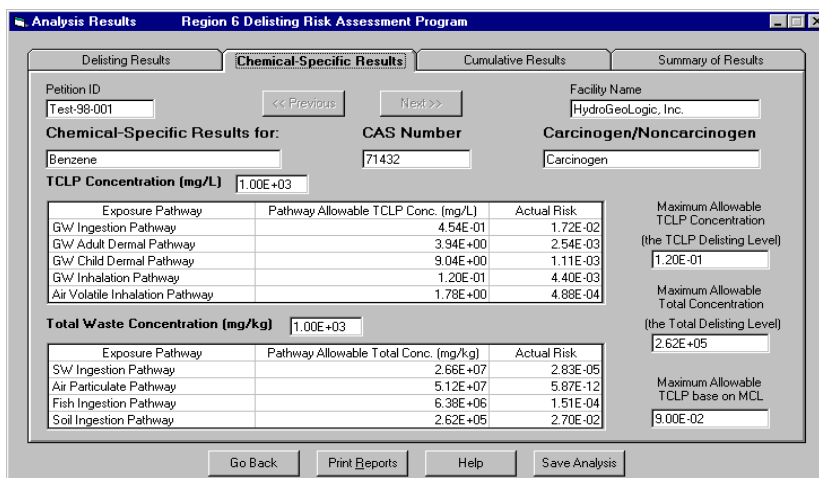 Analysis Results Region 6 Delisting Risk Assessment Program
Delisting Results Chemical-Specific Results Cumulative Results Summary of Results
Petition ID Facility Name
Test-98-001 << Previous Next >> HydroGeoLogic, Inc.
Chemical-Specific Results for: CAS Number Carcinogen/Noncarcinogen
Benzene 71432 Carcinogen
TCLP Concentration (mg/L) 1.00E+03
Exposure Pathway Pathway Allowable TCLP Conc. (mg/L) Actual Risk
GW Ingestion Pathway 4.54E-01 1.72E-02
GW Adult Dermal Pathway 3.94E+00 2.54E-03
GW Child Dermal Pathway 9.04E+00 1.11E-03
GW Inhalation Pathway 1.20E-01 4.40E-03
Air Volatile Inhalation Pathway 1.78E+00 4.88E-04
Maximum Allowable
TCLP Concentration
(the TCLP Delisting Level)
1.20E-01
Maximum Allowable
Total Concentration
Total Waste Concentration (mg/kg) 1.00E+03 (the Total Delisting Level)
2.62E+05
Exposure Pathway Pathway Allowable Total Conc. (mg/kg) Actual Risk
SW Ingestion Pathway 2.66E+07 2.83E-05
Air Particulate Pathway 5.12E+07 5.87E-12
Fish Ingestion Pathway 6.38E+06 1.51E-04
Soil Ingestion Pathway 2.62E+05 2.70E-02
Maximum Allowable
TCLP base on MCL
9.00E-02
Go Back Print Reports Help Save Analysis